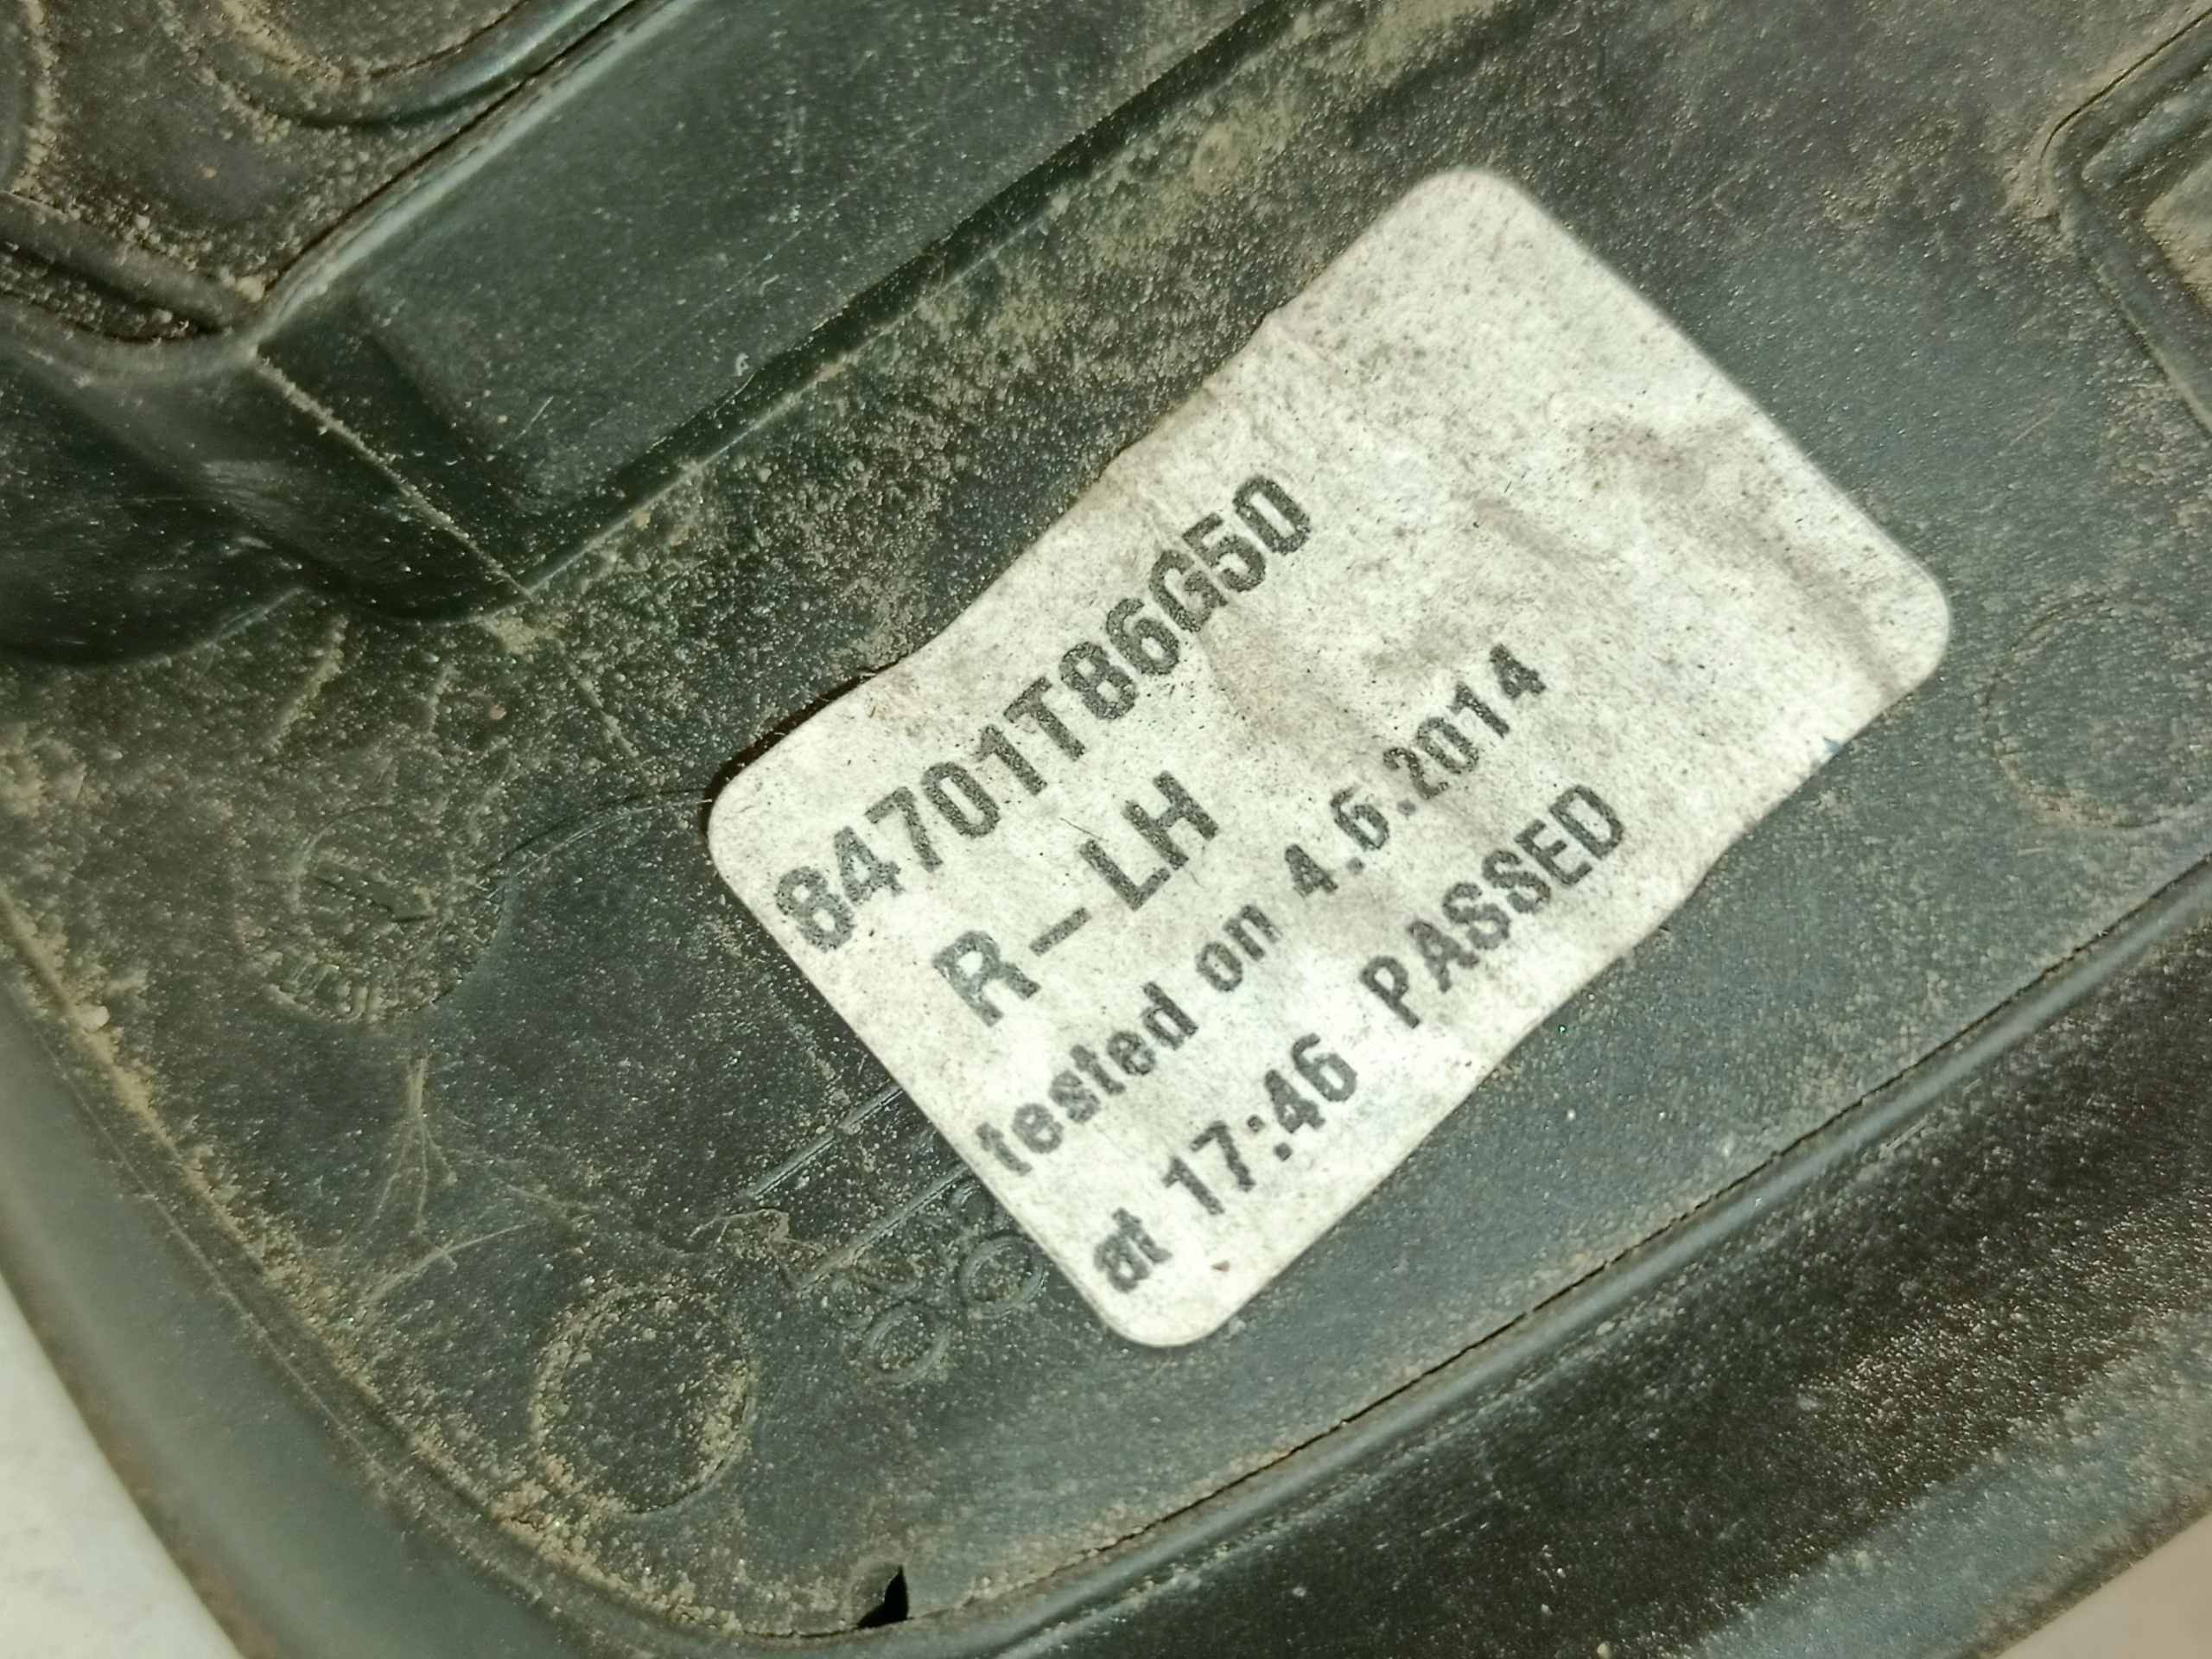 84701T86G50
R-LH
tested on 4.6.2014
at 17:46 PASSED